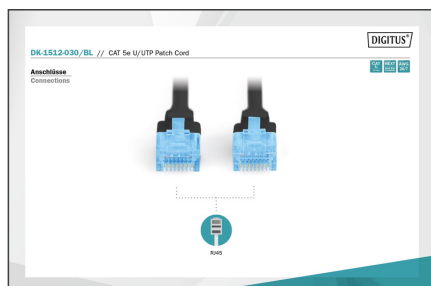 DIGITUS®
DK-1512-030/BL // CAT 5e U/UTP Patch Cord
Anschlüsse
Connections
RJ45